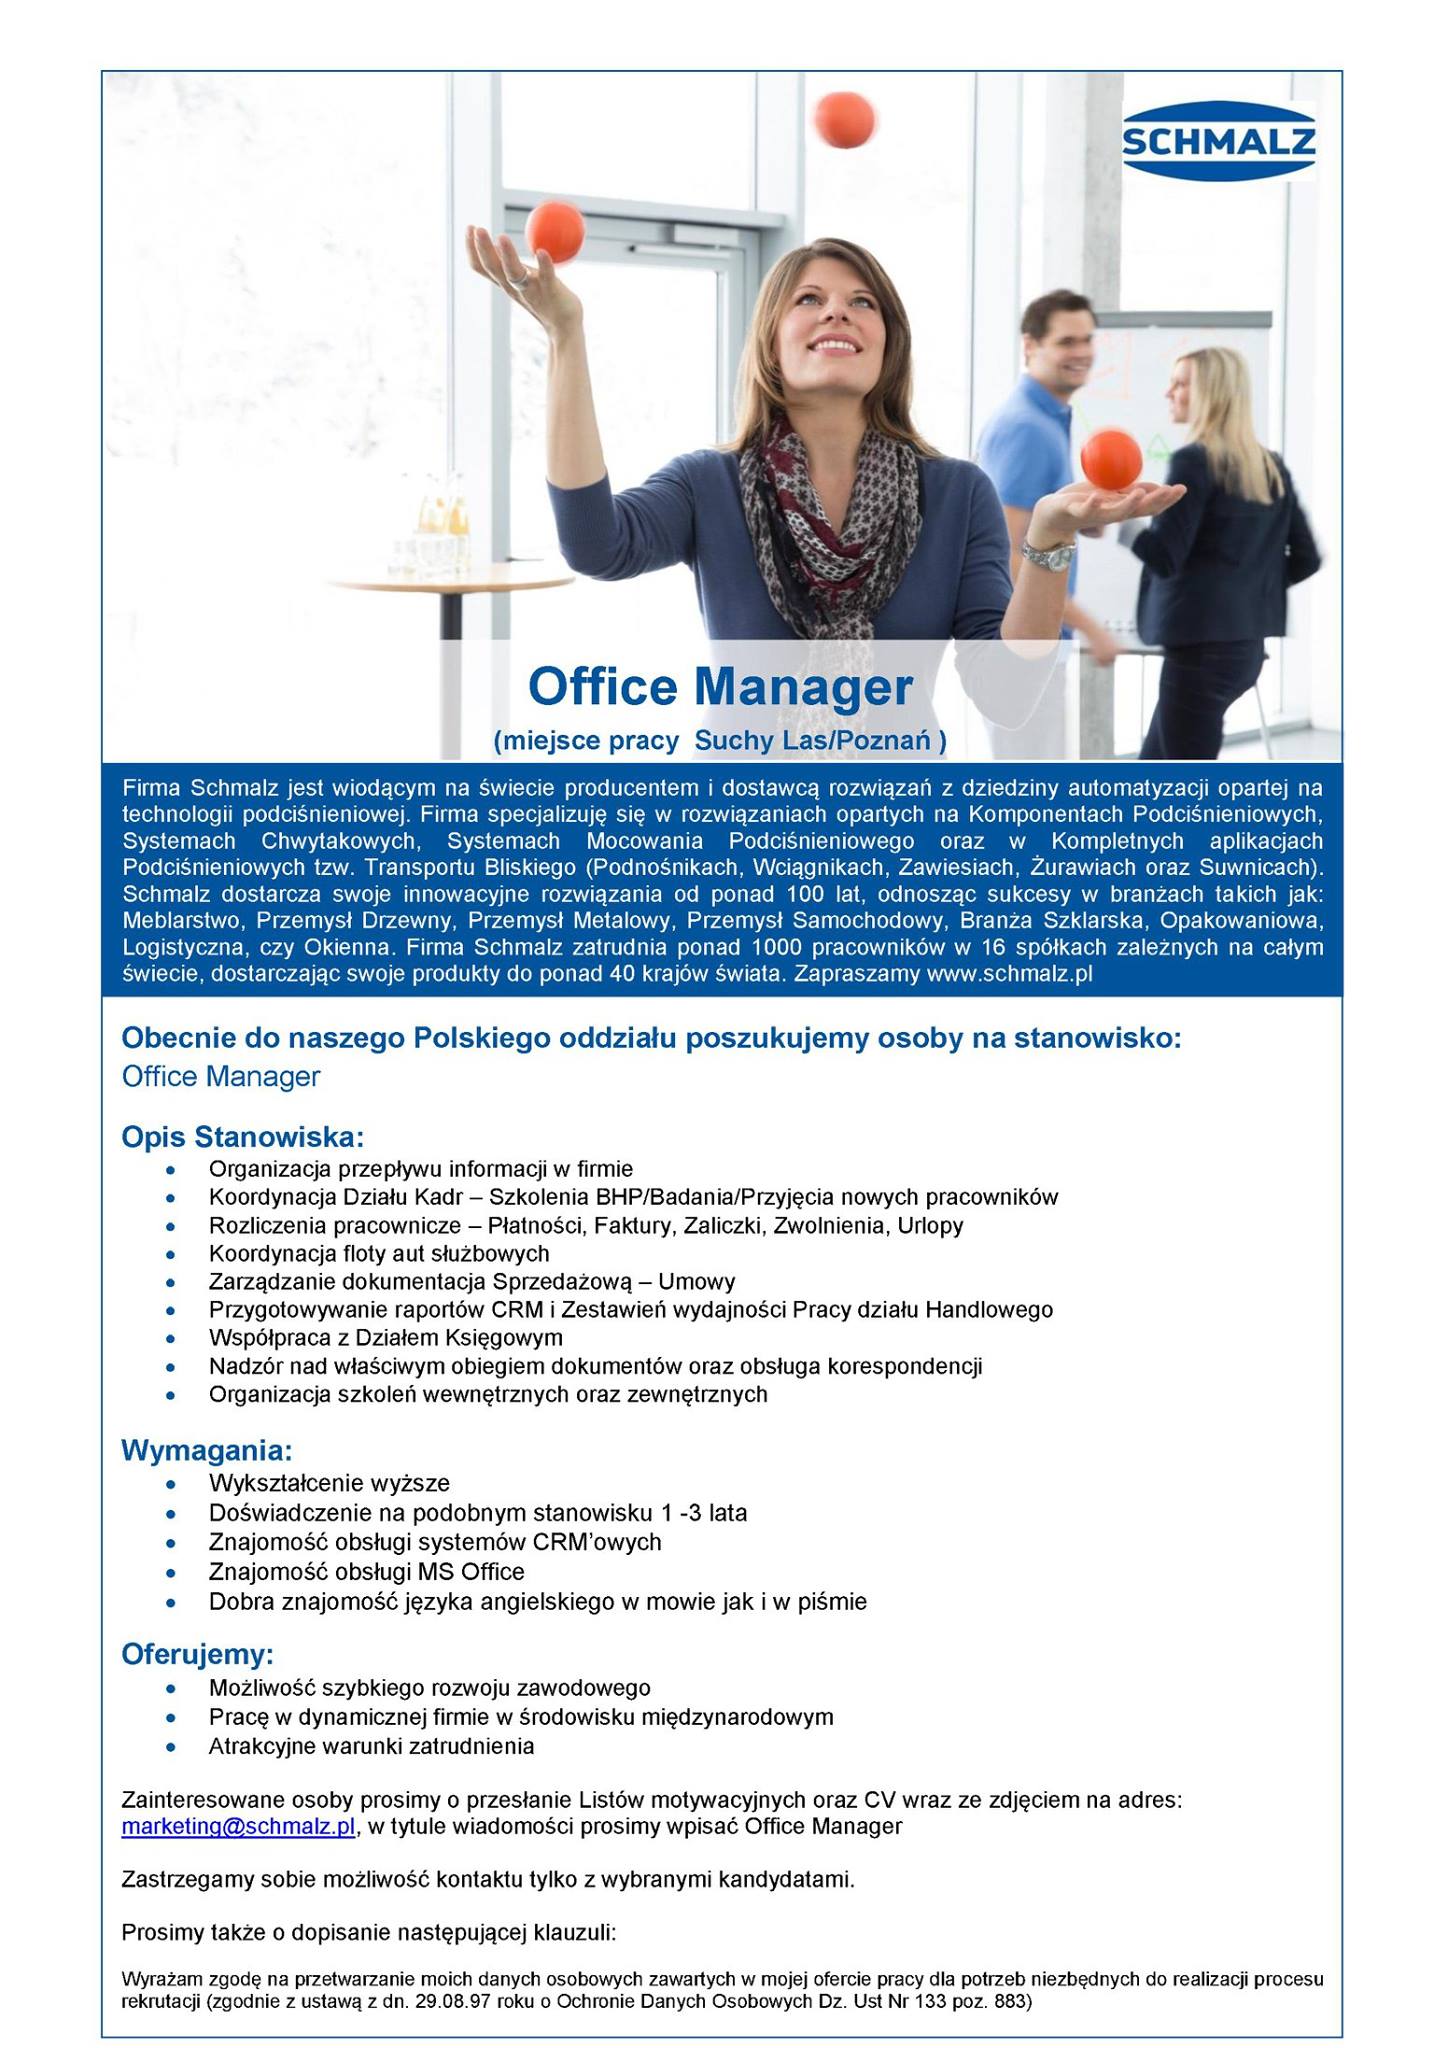 SCHMALZ
Office Manager
(miejsce pracy Suchy Las/Poznań )
Firma Schmalz jest wiodącym na świecie producentem i dostawcą rozwiązań z dziedziny automatyzacji opartej na
technologii podciśnieniowej. Firma specjalizuję się w rozwiązaniach opartych na Komponentach Podciśnieniowych,
Systemach Chwytakowych, Systemach Mocowania Podciśnieniowego oraz w Kompletnych aplikacjach
Podciśnieniowych tzw. Transportu Bliskiego (Podnośnikach, Wciągnikach, Zawiesiach, Żurawiach oraz Suwnicach).
Schmalz dostarcza swoje innowacyjne rozwiązania od ponad 100 lat, odnosząc sukcesy w branżach takich jak:
Meblarstwo, Przemysł Drzewny, Przemysł Metalowy, Przemysł Samochodowy, Branża Szklarska, Opakowaniowa,
Logistyczna, czy Okienna. Firma Schmalz zatrudnia ponad 1000 pracowników w 16 spółkach zależnych na całym
świecie, dostarczając swoje produkty do ponad 40 krajów świata. Zapraszamy www.schmalz.pl
Obecnie do naszego Polskiego oddziału poszukujemy osoby na stanowisko:
Office Manager
Opis Stanowiska:
• Organizacja przepływu informacji w firmie
• Koordynacja Działu Kadr – Szkolenia BHP/Badania/Przyjęcia nowych pracowników
• Rozliczenia pracownicze – Płatności, Faktury, Zaliczki, Zwolnienia, Urlopy
• Koordynacja floty aut służbowych
• Zarządzanie dokumentacja Sprzedażową – Umowy
• Przygotowywanie raportów CRM i Zestawień wydajności Pracy działu Handlowego
• Współpraca z Działem Księgowym
• Nadzór nad właściwym obiegiem dokumentów oraz obsługa korespondencji
• Organizacja szkoleń wewnętrznych oraz zewnętrznych
Wymagania:
• Wykształcenie wyższe
• Doświadczenie na podobnym stanowisku 1 -3 lata
• Znajomość obsługi systemów CRM’owych
• Znajomość obsługi MS Office
• Dobra znajomość języka angielskiego w mowie jak i w piśmie
Oferujemy:
• Możliwość szybkiego rozwoju zawodowego
• Pracę w dynamicznej firmie w środowisku międzynarodowym
• Atrakcyjne warunki zatrudnienia
Zainteresowane osoby prosimy o przesłanie Listów motywacyjnych oraz CV wraz ze zdjęciem na adres:
marketing@schmalz.pl, w tytule wiadomości prosimy wpisać Office Manager
Zastrzegamy sobie możliwość kontaktu tylko z wybranymi kandydatami.
Prosimy także o dopisanie następującej klauzuli:
Wyrażam zgodę na przetwarzanie moich danych osobowych zawartych w mojej ofercie pracy dla potrzeb niezbędnych do realizacji procesu
rekrutacji (zgodnie z ustawą z dn. 29.08.97 roku o Ochronie Danych Osobowych Dz. Ust Nr 133 poz. 883)